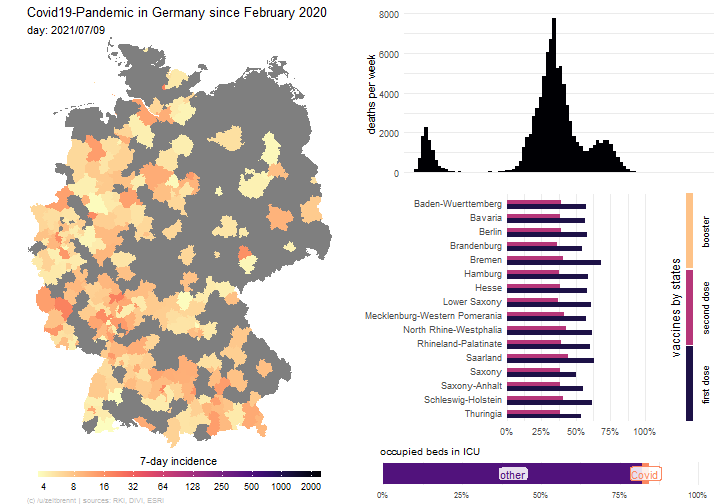 Covid19-Pandemic in Germany since February 2020
day: 2021/07/09
7-day incidence
4 8 16 32 64 125 250 500 1000 2000
(c) /u/zeitbremt | sources: RKI, DIVI, ESRI
deaths per week
8000
6000
4000
2000
0
Baden-Wuerttemberg
Bavaria
Berlin
Brandenburg
Bremen
Hamburg
Hesse
Lower Saxony
Mecklenburg-Western Pomerania
North Rhine-Westphalia
Rhineland-Palatinate
Saarland
Saxony
Saxony-Anhalt
Schleswig-Holstein
Thuringia
0% 25% 50% 75% 100%
vaccines by states
booster
second dose
first dose
occupied beds in ICU
other
Covid
0% 25% 50% 75% 100%